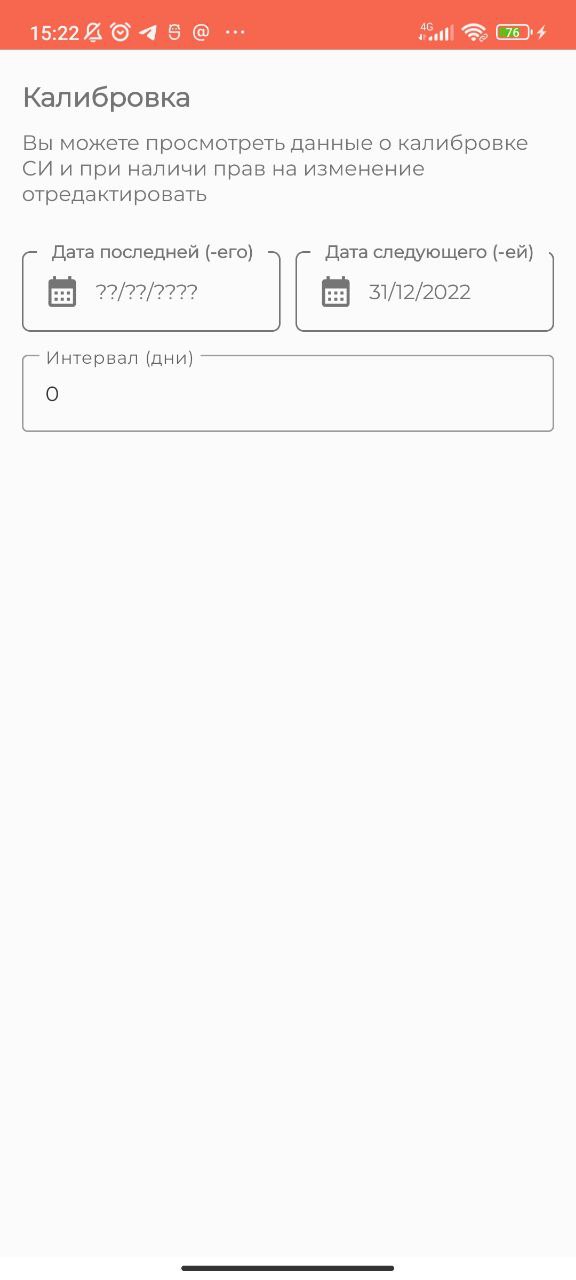 15:22 @ ... 4G 76
Калибровка
Вы можете просмотреть данные о калибровке
СИ и при наличи прав на изменение
отредактировать
Дата последней (-его) Дата следующего (-ей)
??/??/???? 31/12/2022
Интервал (дни)
0